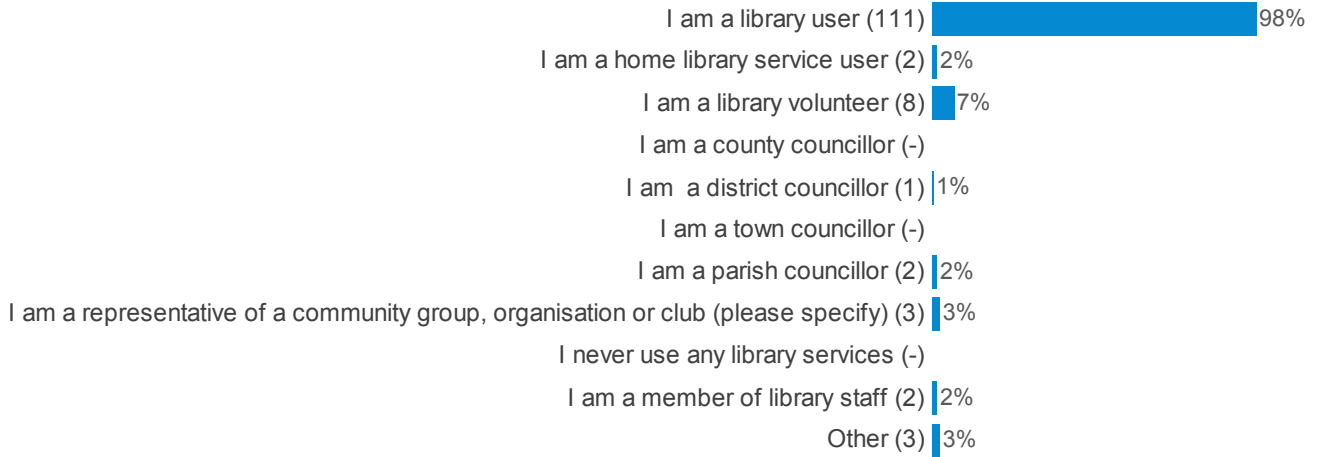 I am a library user (111) 98%
I am a home library service user (2) 2%
I am a library volunteer (8) 7%
I am a county councillor (-)
I am  a district councillor (1) 1%
I am a town councillor (-)
I am a parish councillor (2) 2%
I am a representative of a community group, organisation or club (please specify) (3) 3%
I never use any library services (-)
I am a member of library staff (2) 2%
Other (3) 3%